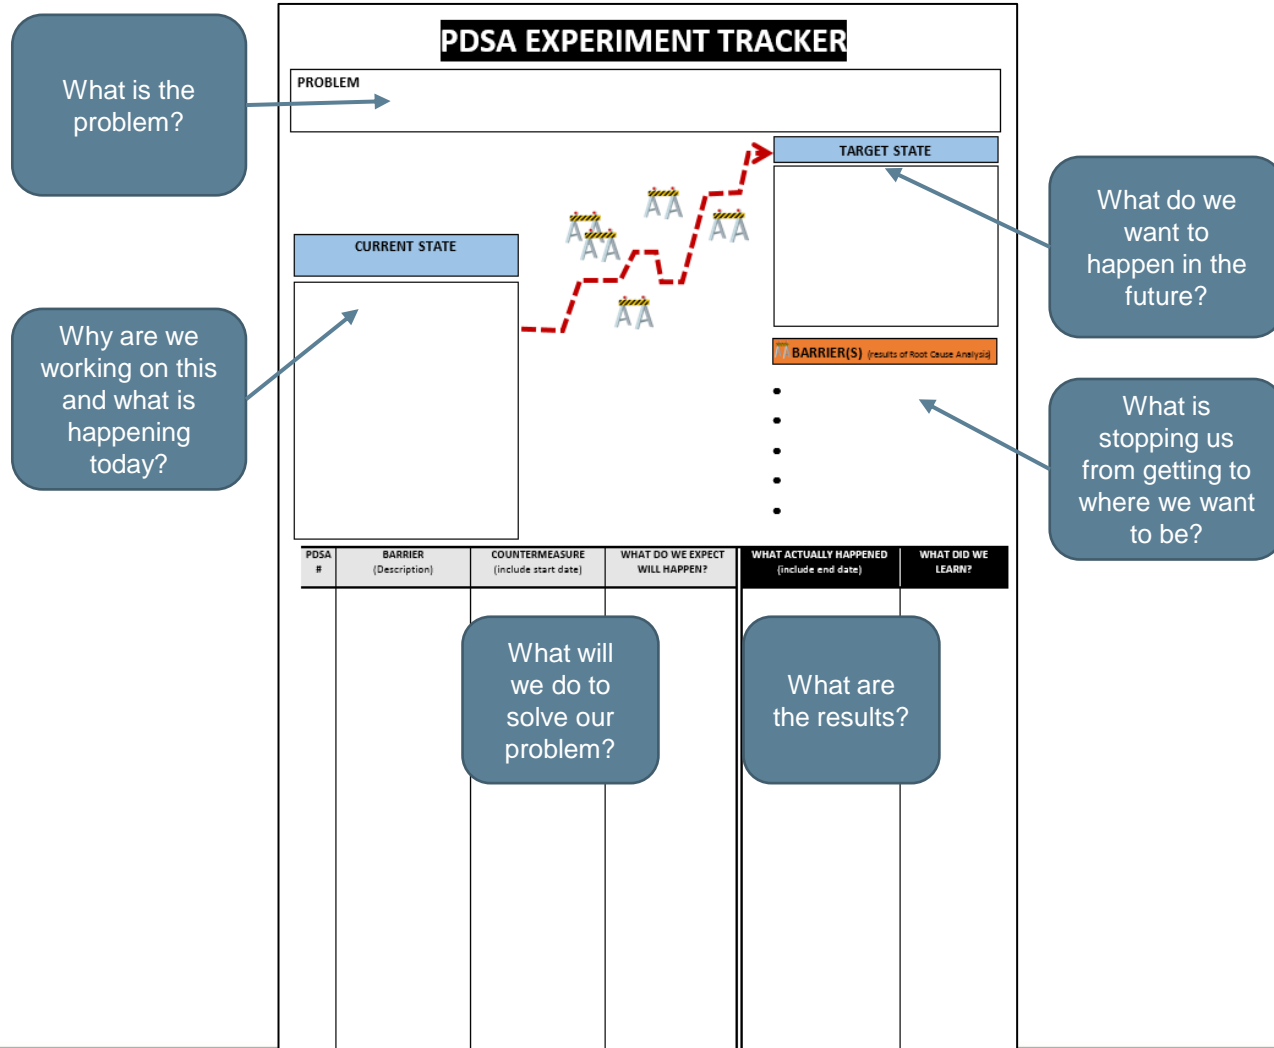 PDSA EXPERIMENT TRACKER
What is the
problem?
PROBLEM
TARGET STATE
What do we
want to
happen in the
future?
CURRENT STATE
Why are we
working on this
and what is
happening
today?
BARRIER(S) (results of Root Cause Analysis)
What is
stopping us
from getting to
where we want
to be?
PDSA
#
BARRIER
(Description)
COUNTERMEASURE
(include start date)
WHAT DO WE EXPECT
WILL HAPPEN?
WHAT ACTUALLY HAPPENED
(include end date)
WHAT DID WE
LEARN?
What will
we do to
solve our
problem?
What are
the results?